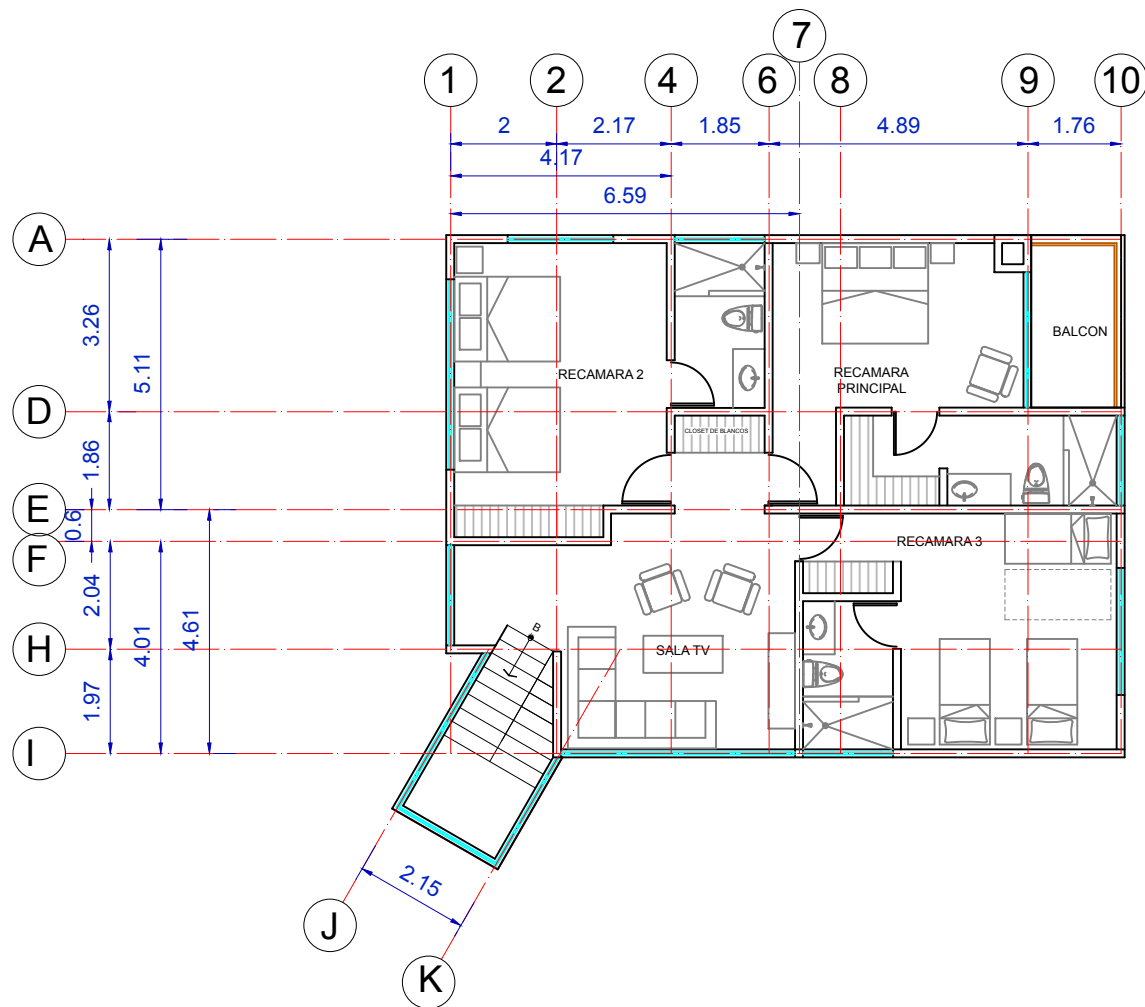 7
1
2
4
6
8
9
10
2
2.17
1.85
4.89
1.76
4.17
6.59
A
3.26
5.11
BALCON
RECAMARA 2
RECAMARA
PRINCIPAL
D
CLOSET DE BLANCOS
1.86
E
0.6
F
RECAMARA 3
2.04
4.01
4.61
B
H
SALA TV
1.97
I
2.15
J
K